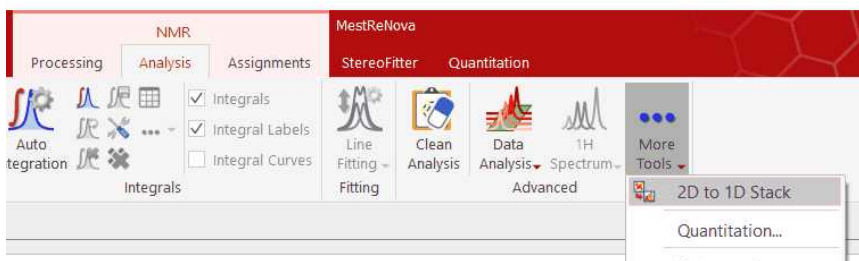 NMR
MestReNova
Processing Analysis Assignments StereoFitter Quantitation
Integrals
Integral Labels
Integral Curves
Auto
tegration
Line
Fitting
Clean
Analysis
Data
Analysis
1H
Spectrum
More
Tools
Integrals Fitting Advanced
2D to 1D Stack
Quantitation...